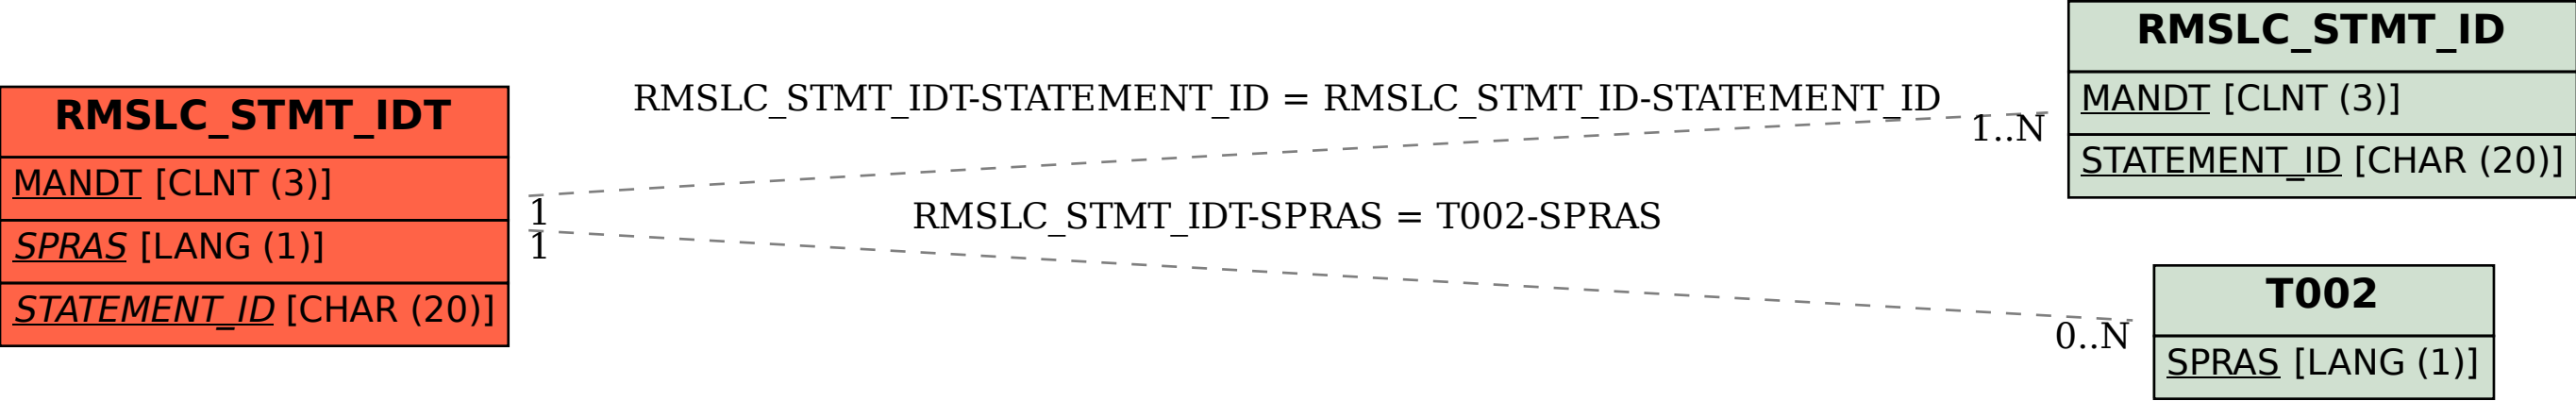 RMSLC_STMT_IDT
MANDT [CLNT (3)]
SPRAS [LANG (1)]
STATEMENT_ID [CHAR (20)]
RMSLC_STMT_IDT-STATEMENT_ID = RMSLC_STMT_ID-STATEMENT_ID
1
1..N
RMSLC_STMT_IDT-SPRAS = T002-SPRAS
1
0..N
RMSLC_STMT_ID
MANDT [CLNT (3)]
STATEMENT_ID [CHAR (20)]
T002
SPRAS [LANG (1)]